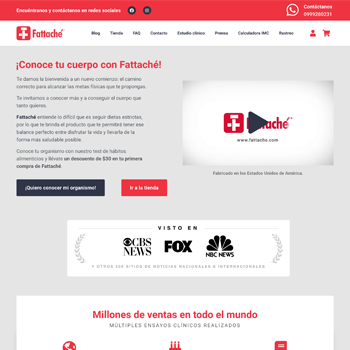 Encuéntranos y contáctanos en redes sociales
Contáctanos
0999280231
Fattaché
Blog Tienda FAQ Contacto Estudio clínico Prensa Calculadora IMC Rastreo
¡Conoce tu cuerpo con Fattaché!
Te damos la bienvenida a un nuevo comienzo: el camino
correcto para alcanzar las metas físicas que te propongas.
Te invitamos a conocer más y a conseguir el cuerpo que
tanto quieres.
Fattaché entiende lo difícil que es seguir dietas estrictas,
por lo que te brinda el producto que te permitirá tener ese
balance perfecto entre disfrutar la vida y llevarla de la
forma más saludable posible.
Conoce tu organismo con nuestro test de hábitos
alimenticios y llévate un descuento de $30 en tu primera
compra de Fattaché
¡Quiero conocer mi organismo!
Ir a la tienda
www.fattache.com
Fabricado en los Estados Unidos de América.
VISTO EN
CBS NEWS
FOX
NBC NEWS
Y OTROS 200 SITIOS DE NOTICIAS NACIONALES E INTERNACIONALES
Millones de ventas en todo el mundo
MÚLTIPLES ENSAYOS CLÍNICOS REALIZADOS